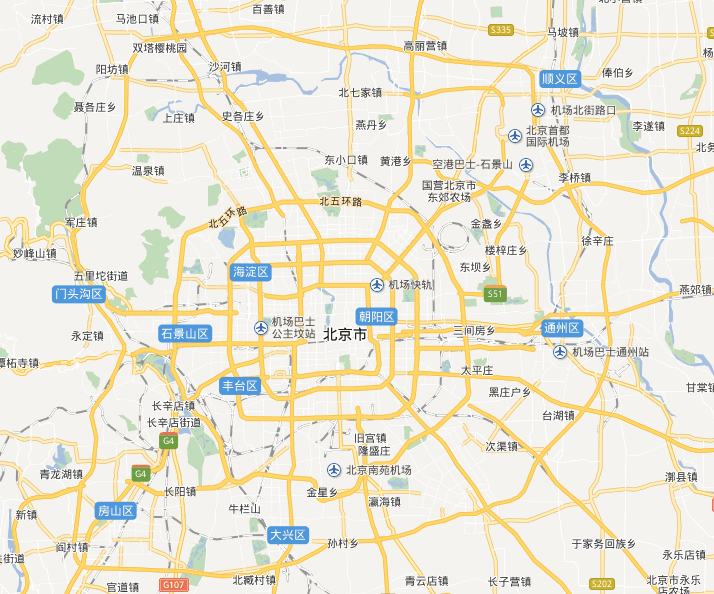 百善镇
流村镇
马池口镇
S335
马坡镇
双塔樱桃园
高丽营镇
阳坊镇
沙河镇
顺义区
俸伯乡
北七家镇
聂各庄乡
上庄镇
史各庄乡
机场北街路口
燕丹乡
李遂镇
S224
北京首都
国际机场
东小口镇
黄港乡
空港巴士-石景山
温泉镇
国营北京市
东郊农场
李桥镇
北五环路
北五环路
军庄镇
金盏乡
徐辛庄
妙峰山镇
楼梓庄乡
东坝乡
五里坨街道
海淀区
机场快轨
门头沟区
S51
燕郊镇
朝阳区
机场巴士
公主坟站
北京市
三间房乡
通州区
石景山区
永定镇
机场巴士通州站
潭柘寺镇
太平庄
丰台区
黑庄户乡
甘棠
长辛店镇
台湖镇
长辛店街道
G4
旧宫镇
隆盛庄
次渠镇
北京南苑机场
G4
青龙湖镇
漷县镇
长阳镇
金星乡
瀛海镇
房山区
牛栏山
新镇
大兴区
孙村乡
于家务回族乡
阎村镇
永乐店镇
街道
北臧村镇
官道镇
G107
青云店镇
长子营镇
S202
北京市永乐
店农场